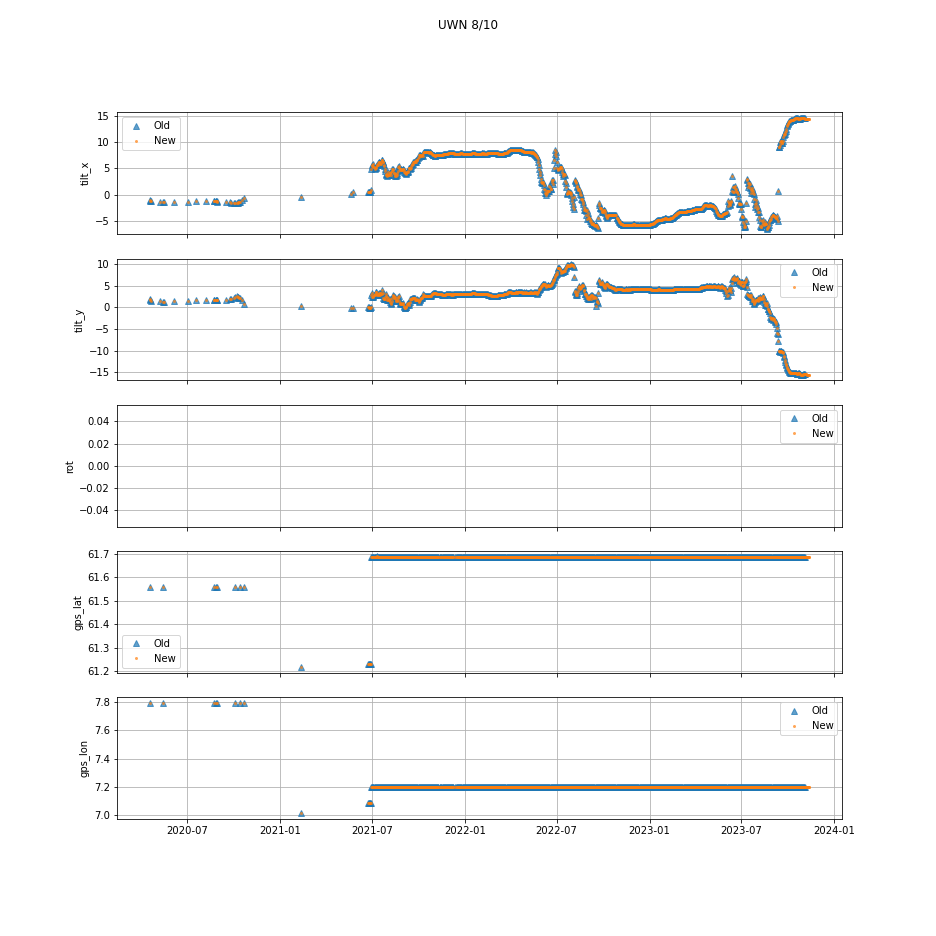 UWN 8/10
15
10
5
0
−5
tilt_x
Old
New
10
5
0
−5
−10
−15
tilt_y
Old
New
0.04
0.02
0.00
−0.02
−0.04
rot
Old
New
61.7
61.6
61.5
61.4
61.3
61.2
gps_lat
Old
New
7.8
7.6
7.4
7.2
7.0
gps_lon
Old
New
2020-07 2021-01 2021-07 2022-01 2022-07 2023-01 2023-07 2024-01